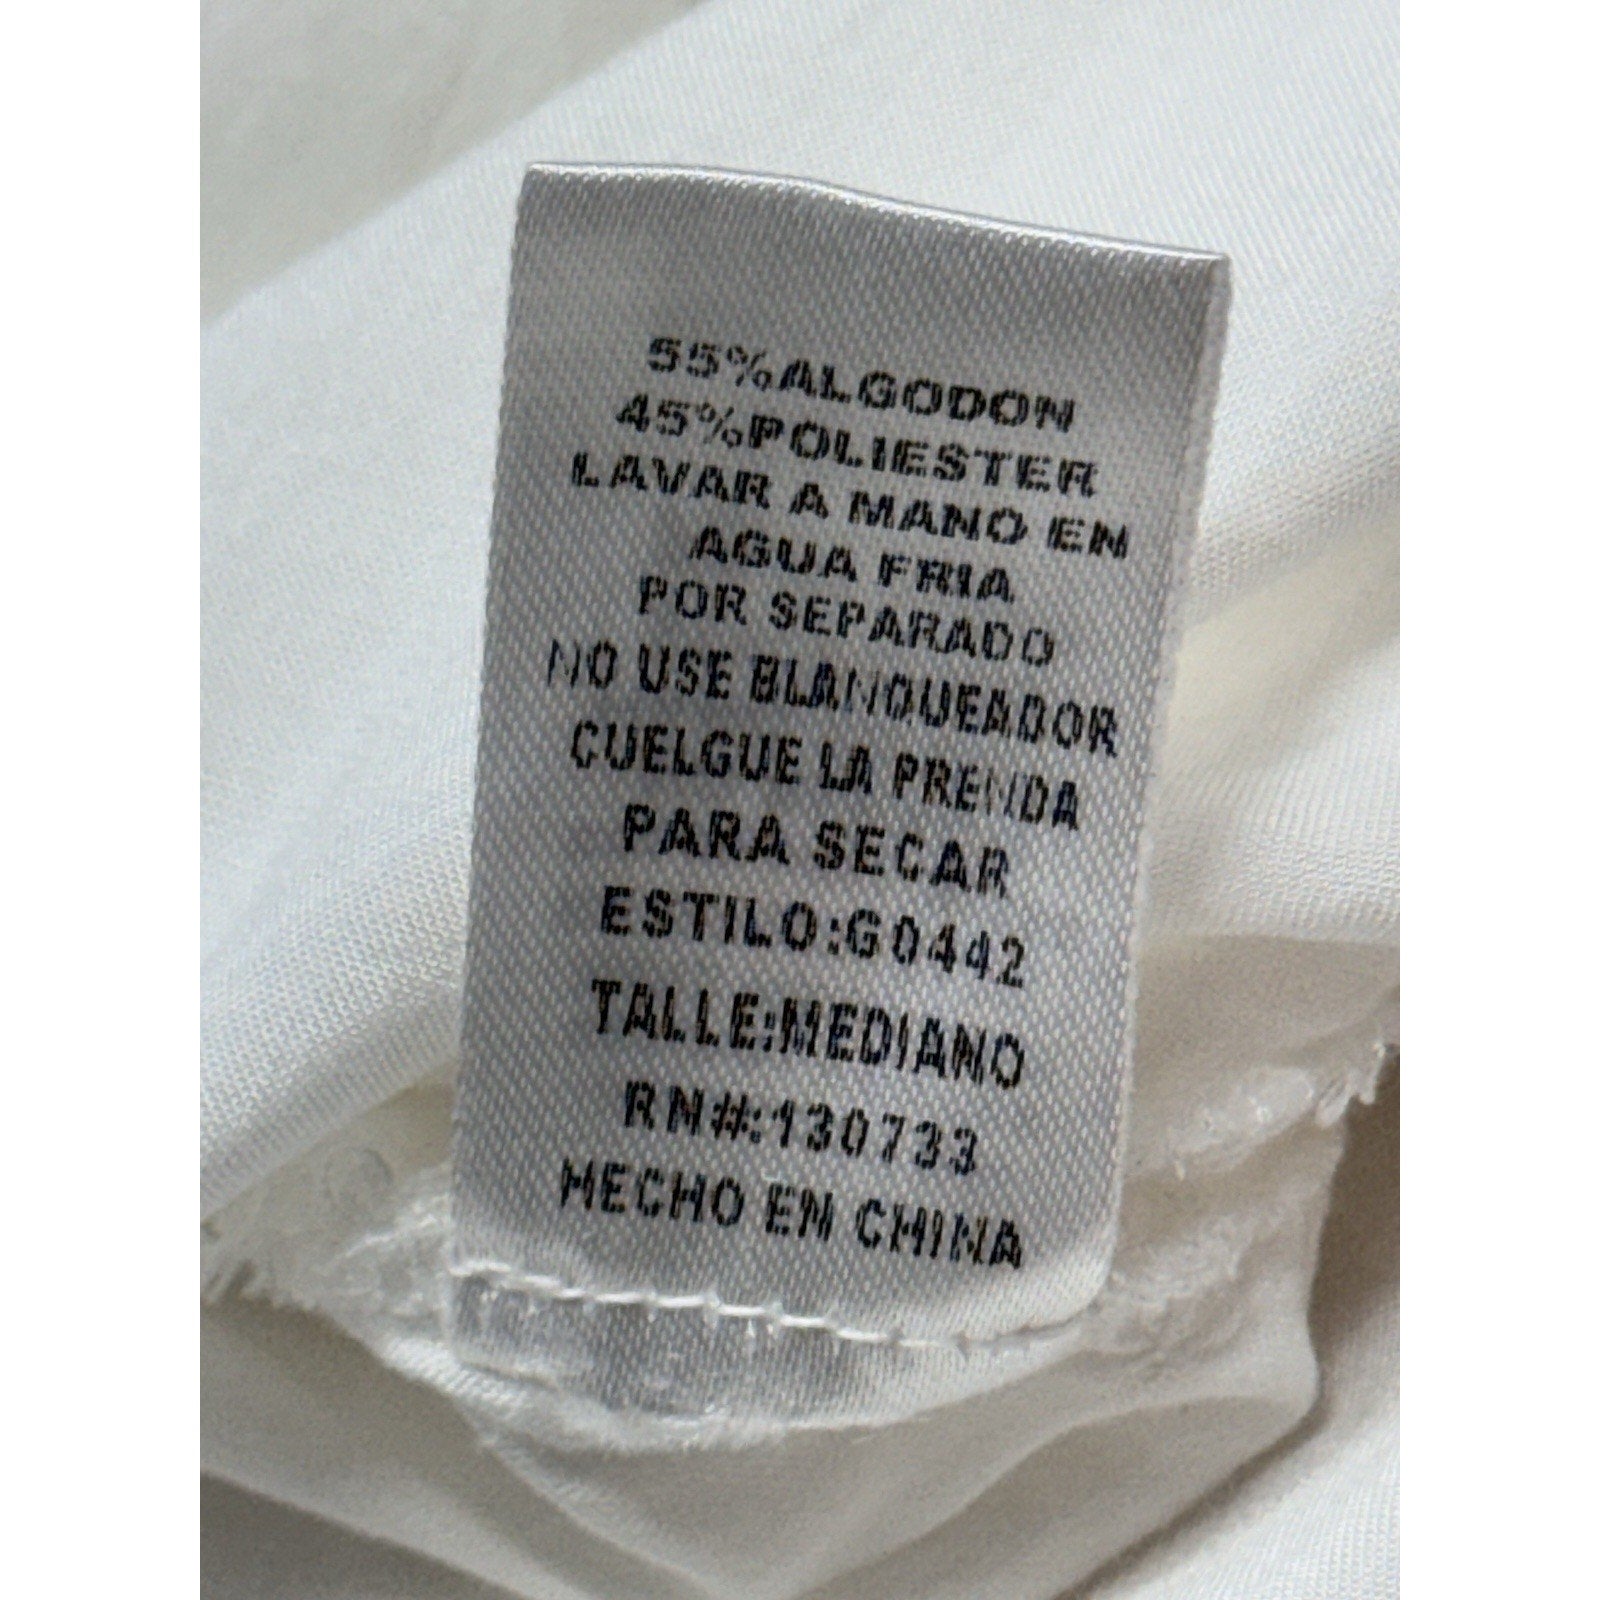 55%ALGODON
45%POLIESTER
LAVAR A MANO EN
AGUA FRIA
POR SEPARADO
NO USE BLANQUEADOR
CUELGUE LA PRENDA
PARA SECAR
ESTILO:G0442
TALLE:MEDIANO
RN#:130733
HECHO EN CHINA